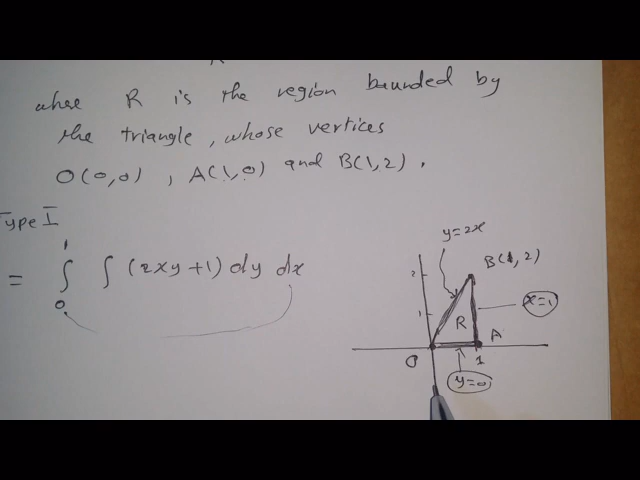 R
where R is the region baunded by
the triangle, whose vertices
O(0,0) , A(1,0) and B(1,2) .
Type I
= ∫₀¹ ∫ (2xy+1) dy dx
y=2x
B(1,2)
2
x=1
1
R
A
O
1
y=0